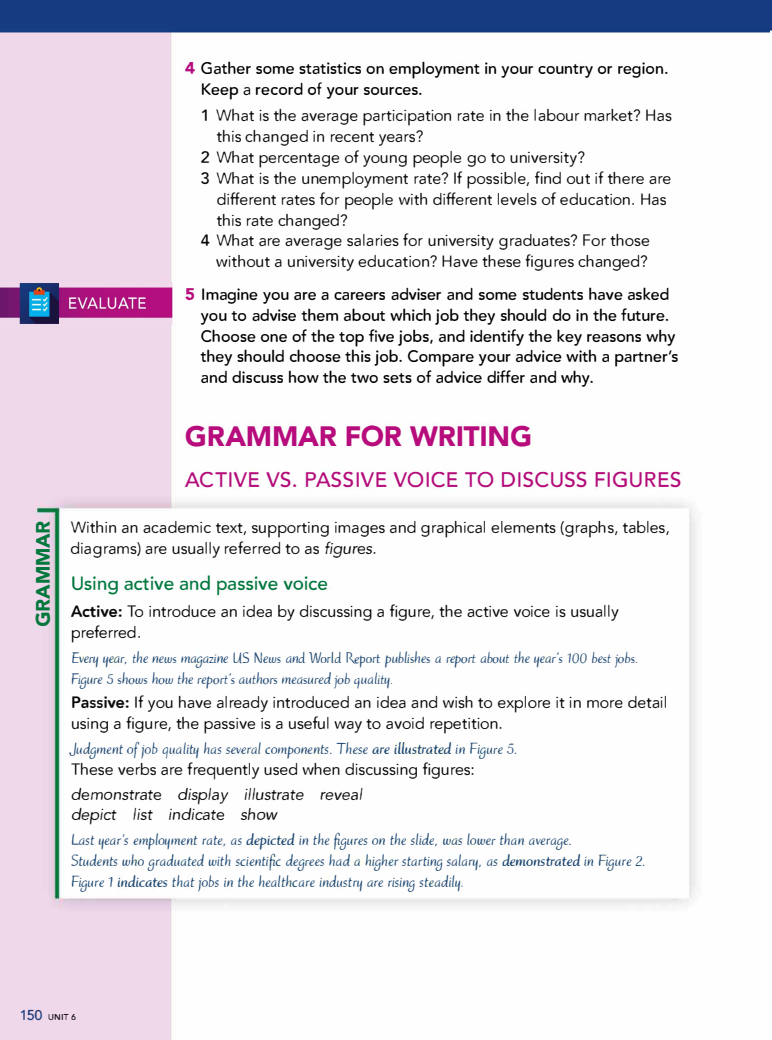 4 Gather some statistics on employment in your country or region.
Keep a record of your sources.
1 What is the average participation rate in the labour market? Has
this changed in recent years?
2 What percentage of young people go to university?
3 What is the unemployment rate? If possible, find out if there are
different rates for people with different levels of education. Has
this rate changed?
4 What are average salaries for university graduates? For those
without a university education? Have these figures changed?
EVALUATE
5 Imagine you are a careers adviser and some students have asked
you to advise them about which job they should do in the future.
Choose one of the top five jobs, and identify the key reasons why
they should choose this job. Compare your advice with a partner's
and discuss how the two sets of advice differ and why.
GRAMMAR FOR WRITING
ACTIVE VS. PASSIVE VOICE TO DISCUSS FIGURES
GRAMMAR
Within an academic text, supporting images and graphical elements (graphs, tables,
diagrams) are usually referred to as figures.
Using active and passive voice
Active: To introduce an idea by discussing a figure, the active voice is usually
preferred.
Every year, the news magazine US News and World Report publishes a report about the year's 100 best jobs.
Figure 5 shows how the report's authors measured job quality.
Passive: If you have already introduced an idea and wish to explore it in more detail
using a figure, the passive is a useful way to avoid repetition.
Judgment of job quality has several components. These are illustrated in Figure 5.
These verbs are frequently used when discussing figures:
demonstrate display illustrate reveal
depict list indicate show
Last year's employment rate, as depicted in the figures on the slide, was lower than average.
Students who graduated with scientific degrees had a higher starting salary, as demonstrated in Figure 2.
Figure 1 indicates that jobs in the healthcare industry are rising steadily.
150 UNIT 6